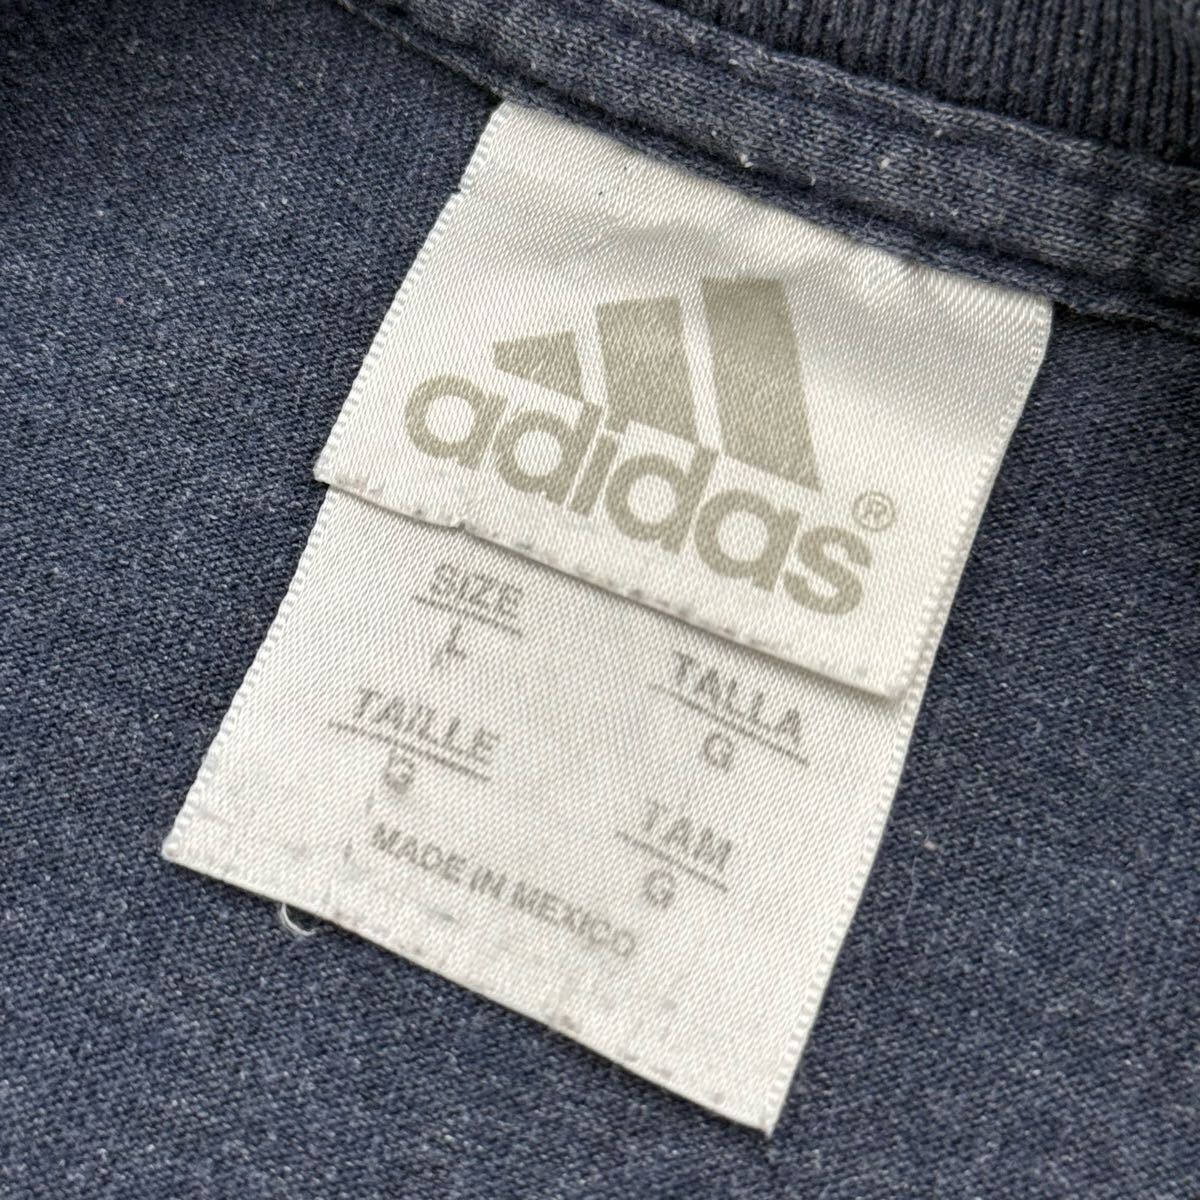 adidas®
SIZE
L
TALLA
G
TAILLE
G
TAM
G
MADE IN MEXICO